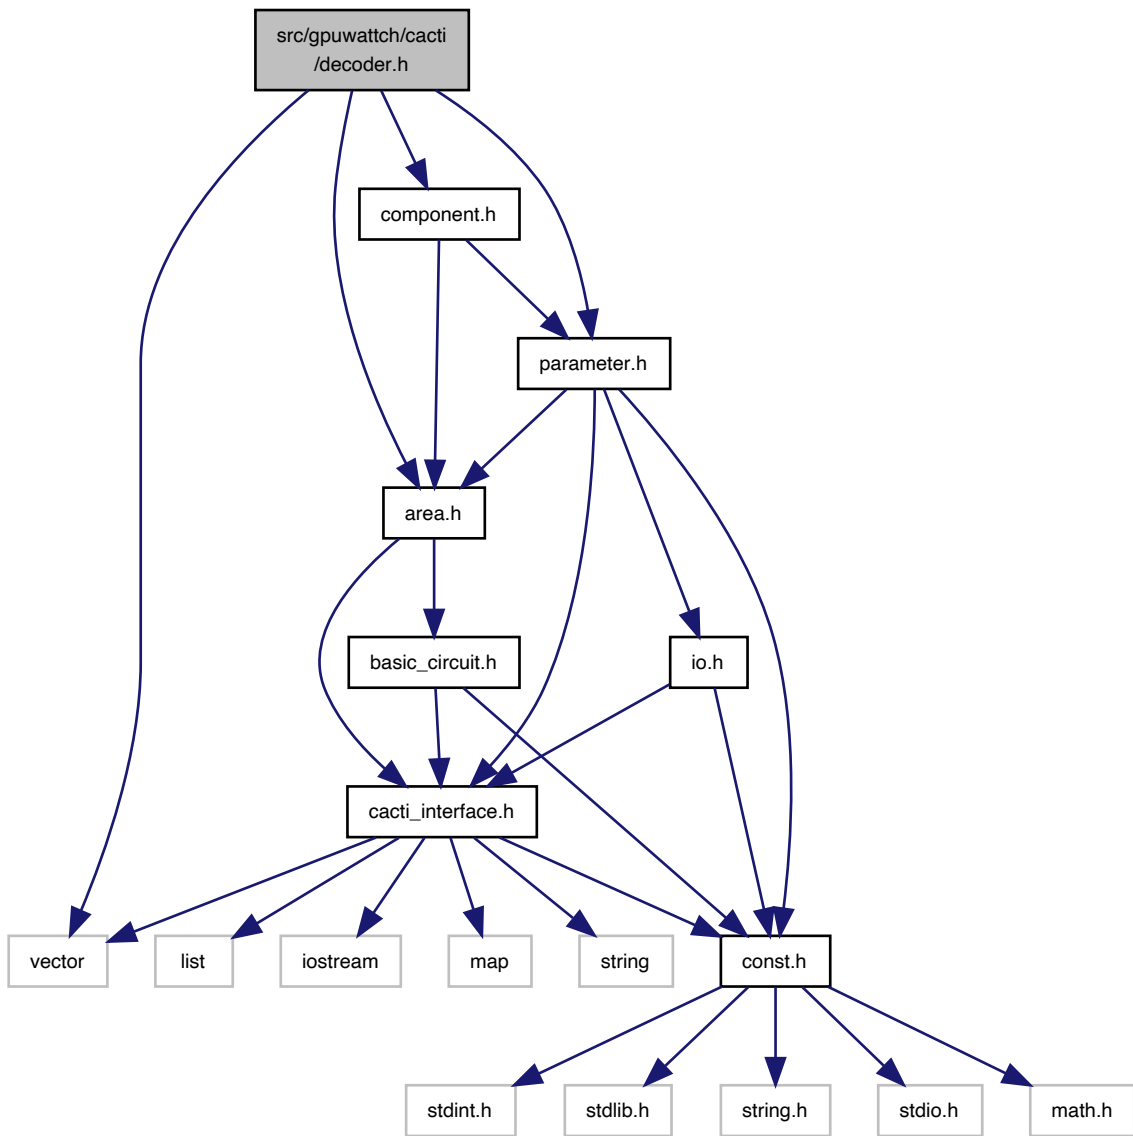 src/gpuwattch/cacti
/decoder.h
component.h
parameter.h
area.h
basic_circuit.h
io.h
cacti_interface.h
vector
list
iostream
map
string
const.h
stdint.h
stdlib.h
string.h
stdio.h
math.h